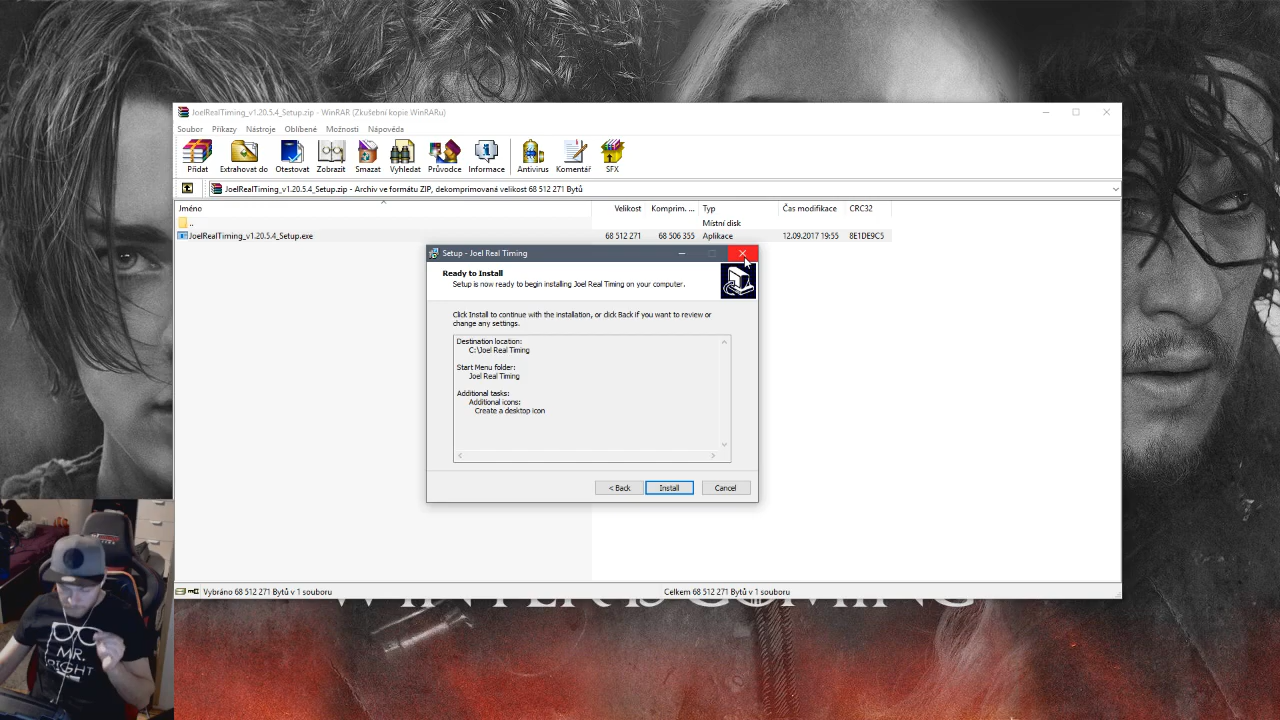 JoelRealTiming_v1.20.5.4_Setup.zip - WinRAR (Zkušební kopie WinRARu)
Soubor Příkazy Nástroje Oblíbené Možnosti Nápověda
Přidat Extrahovat do Otestovat Zobrazit Smazat Vyhledat Průvodce Informace Antivirus Komentář SFX
JoelRealTiming_v1.20.5.4_Setup.zip - Archiv ve formátu ZIP, dekomprimovaná velikost 68 512 271 Bytů
Jméno Velikost Komprim. ... Typ Čas modifikace CRC32
.. Místní disk
JoelRealTiming_v1.20.5.4_Setup.exe 68 512 271 68 506 355 Aplikace 12.09.2017 19:55 8E1DE9C5
Setup - Joel Real Timing
Ready to Install
Setup is now ready to begin installing Joel Real Timing on your computer.
Click Install to continue with the installation, or click Back if you want to review or
change any settings.
Destination location:
C:\Joel Real Timing
Start Menu folder:
Joel Real Timing
Additional tasks:
Additional icons:
Create a desktop icon
< Back Install Cancel
Vybráno 68 512 271 Bytů v 1 souboru Celkem 68 512 271 Bytů v 1 souboru
WINTER IS COMING
MR.
RIGHT